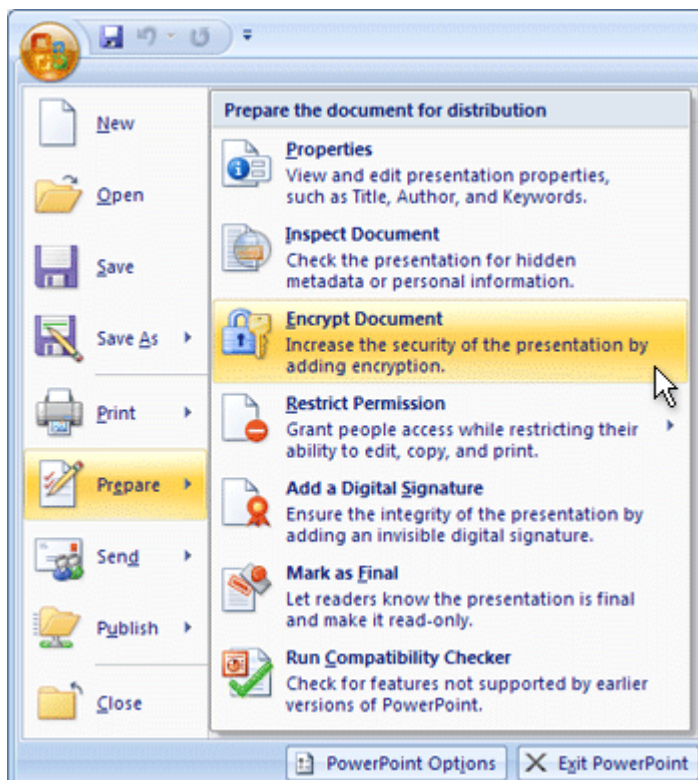 New
Open
Save
Save As
Print
Prepare
Send
Publish
Close
Prepare the document for distribution
Properties
View and edit presentation properties,
such as Title, Author, and Keywords.
Inspect Document
Check the presentation for hidden
metadata or personal information.
Encrypt Document
Increase the security of the presentation by
adding encryption.
Restrict Permission
Grant people access while restricting their
ability to edit, copy, and print.
Add a Digital Signature
Ensure the integrity of the presentation by
adding an invisible digital signature.
Mark as Final
Let readers know the presentation is final
and make it read-only.
Run Compatibility Checker
Check for features not supported by earlier
versions of PowerPoint.
PowerPoint Options
Exit PowerPoint